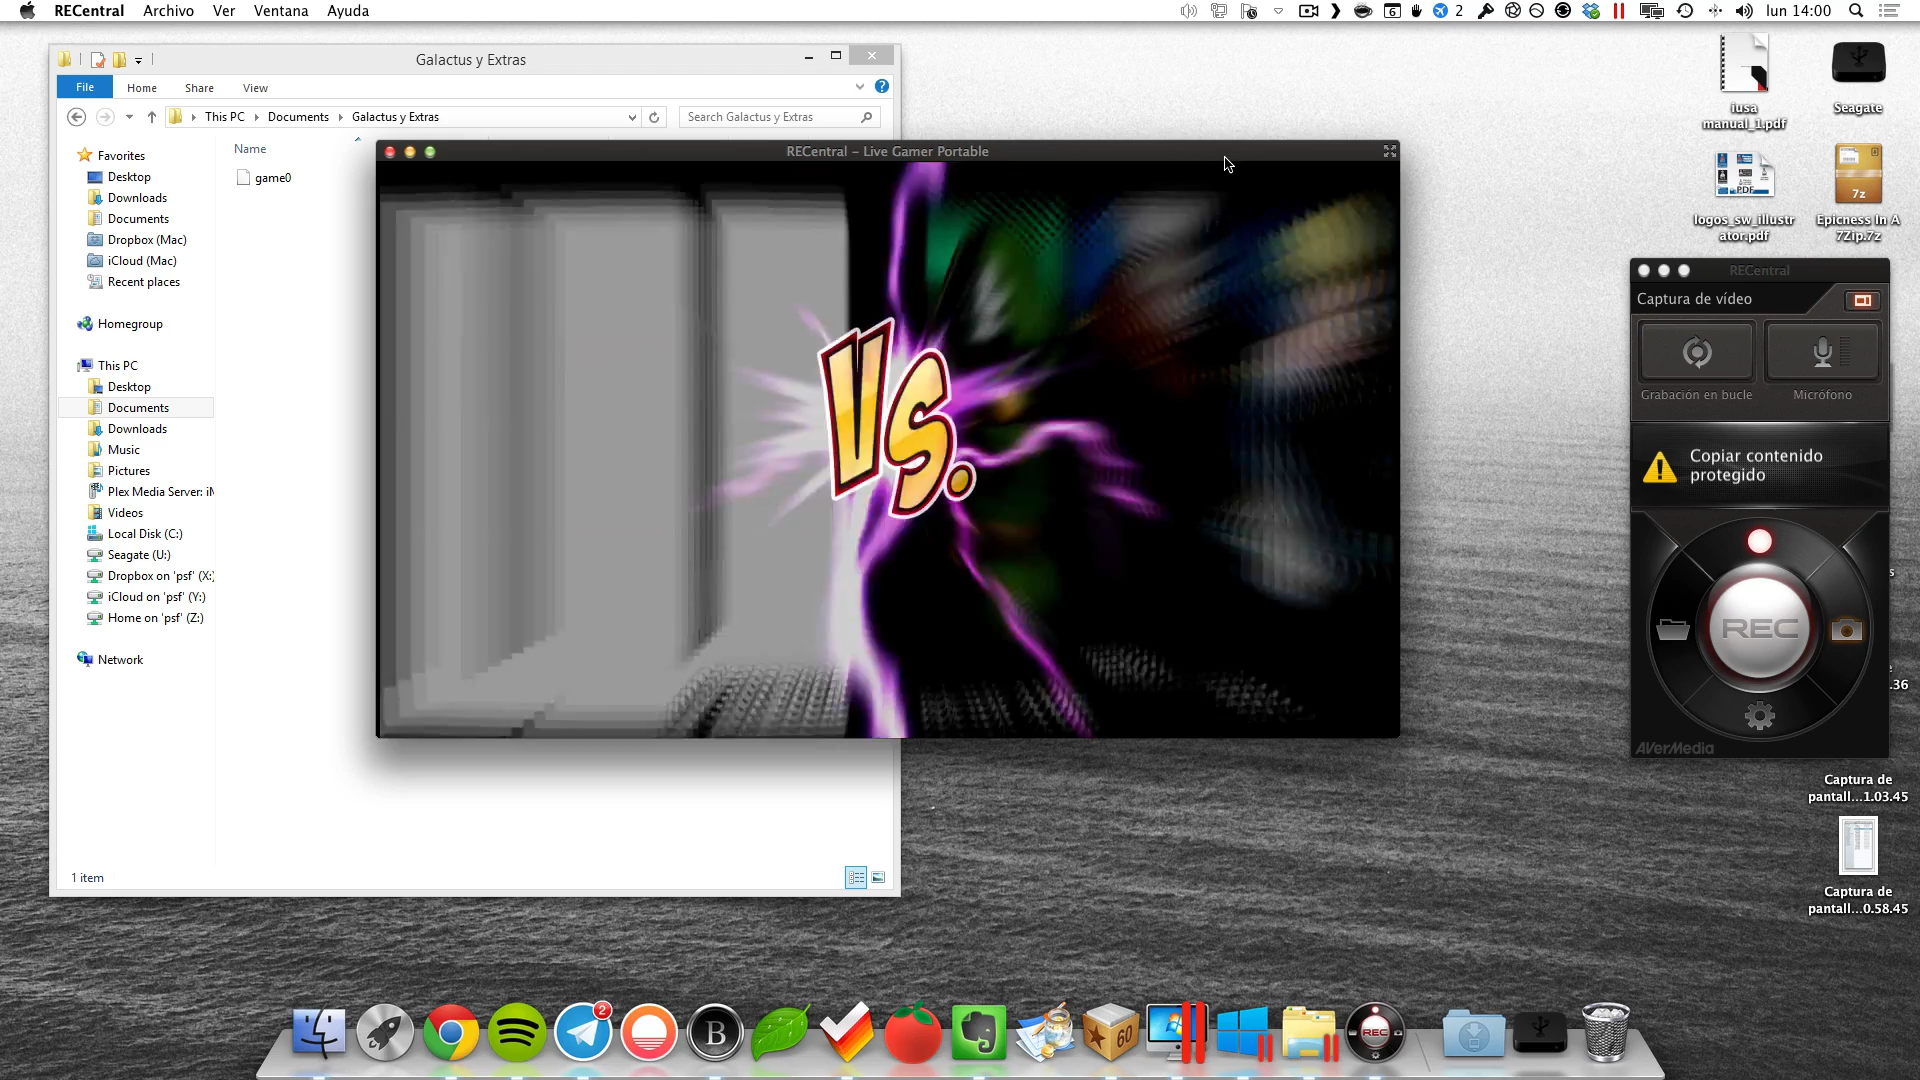 RECentral Archivo Ver Ventana Ayuda
6 2 lun 14:00
Galactus y Extras
File Home Share View
This PC Documents Galactus y Extras
Search Galactus y Extras
Name
game0
Favorites
Desktop
Downloads
Documents
Dropbox (Mac)
iCloud (Mac)
Recent places
Homegroup
This PC
Desktop
Documents
Downloads
Music
Pictures
Plex Media Server: iM
Videos
Local Disk (C:)
Seagate (U:)
Dropbox on 'psf' (X:)
iCloud on 'psf' (Y:)
Home on 'psf' (Z:)
Network
1 item
RECentral – Live Gamer Portable
VS.
iusa
manual_1.pdf
Seagate
PDF
logos_sw_illustr
ator.pdf
7z
Epicness In A
7Zip.7z
RECentral
Captura de vídeo
Grabación en bucle
Micrófono
Copiar contenido
protegido
REC
AVerMedia
s
.36
Captura de
pantall...1.03.45
Captura de
pantall...0.58.45
2
B
60
REC